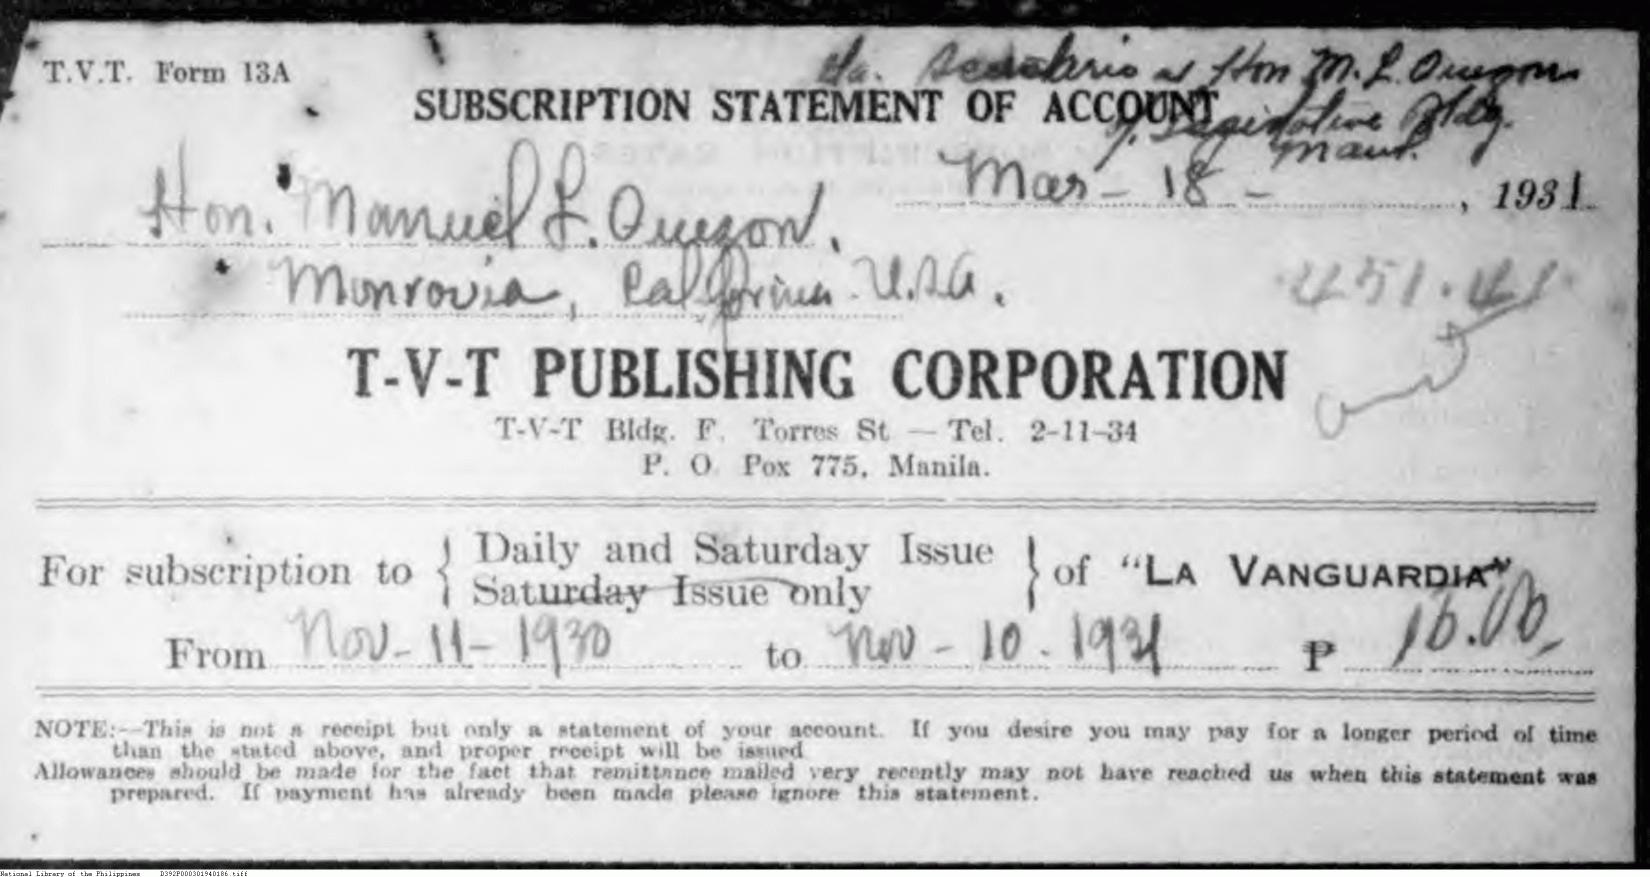 T.V.T. Form 13A
Hon M. L. Quezon
SUBSCRIPTION STATEMENT OF ACCOUNT
Legislative Bldg.
Mar - 18 - , 1931
Hon. Manuel L. Quezon.
Monrovia, California. U.S.A.
T-V-T PUBLISHING CORPORATION
T-V-T Bldg. F. Torres St — Tel. 2-11-34
P. O. Pox 775, Manila.
For subscription to { Daily and Saturday Issue
Saturday Issue only } of "LA VANGUARDIA"
From Nov - 11 - 1930 to Nov - 10 - 1931 ₱ 16.00
NOTE:--This is not a receipt but only a statement of your account. If you desire you may pay for a longer period of time
than the stated above, and proper receipt will be issued
Allowances should be made for the fact that remittance mailed very recently may not have reached us when this statement was
prepared. If payment has already been made please ignore this statement.
National Library of the Philippines D392P000301940186.tiff